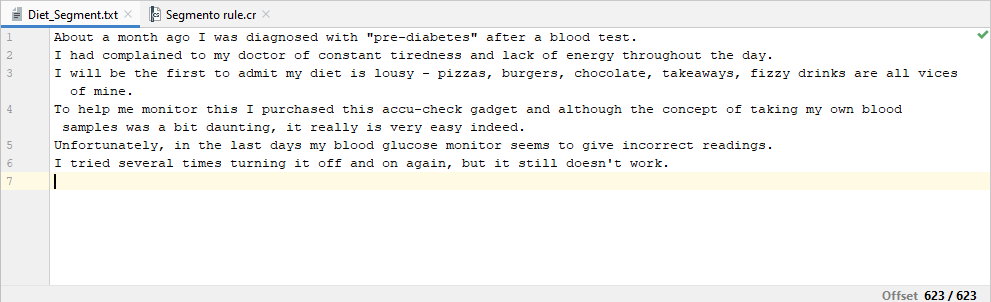 Diet_Segment.txt
Segmento rule.cr
1 About a month ago I was diagnosed with "pre-diabetes" after a blood test.
2 I had complained to my doctor of constant tiredness and lack of energy throughout the day.
3 I will be the first to admit my diet is lousy - pizzas, burgers, chocolate, takeaways, fizzy drinks are all vices
of mine.
4 To help me monitor this I purchased this accu-check gadget and although the concept of taking my own blood
samples was a bit daunting, it really is very easy indeed.
5 Unfortunately, in the last days my blood glucose monitor seems to give incorrect readings.
6 I tried several times turning it off and on again, but it still doesn't work.
7
Offset 623 / 623